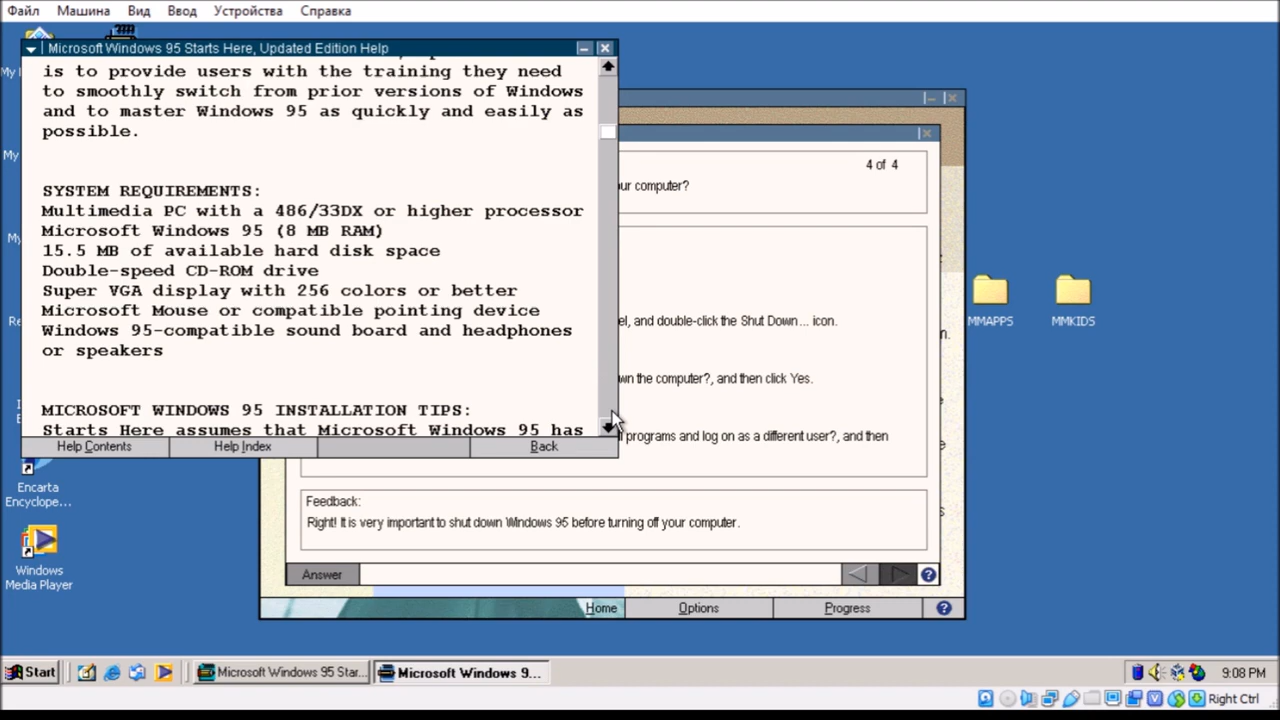 Файл Машина Вид Ввод Устройства Справка
Microsoft Windows 95 Starts Here, Updated Edition Help
is to provide users with the training they need
to smoothly switch from prior versions of Windows
and to master Windows 95 as quickly and easily as
possible.
SYSTEM REQUIREMENTS:
Multimedia PC with a 486/33DX or higher processor
Microsoft Windows 95 (8 MB RAM)
15.5 MB of available hard disk space
Double-speed CD-ROM drive
Super VGA display with 256 colors or better
Microsoft Mouse or compatible pointing device
Windows 95-compatible sound board and headphones
or speakers
MICROSOFT WINDOWS 95 INSTALLATION TIPS:
Starts Here assumes that Microsoft Windows 95 has
Help Contents Help Index Back
4 of 4
ur computer?
el, and double-click the Shut Down... icon.
wn the computer?, and then click Yes.
ll programs and log on as a different user?, and then
Feedback:
Right! It is very important to shut down Windows 95 before turning off your computer.
Answer
Home Options Progress
MMAPPS MMKIDS
My
My
Re
Encarta
Encyclope...
Windows
Media Player
Start Microsoft Windows 95 Star... Microsoft Windows 9... 9:08 PM
Right Ctrl